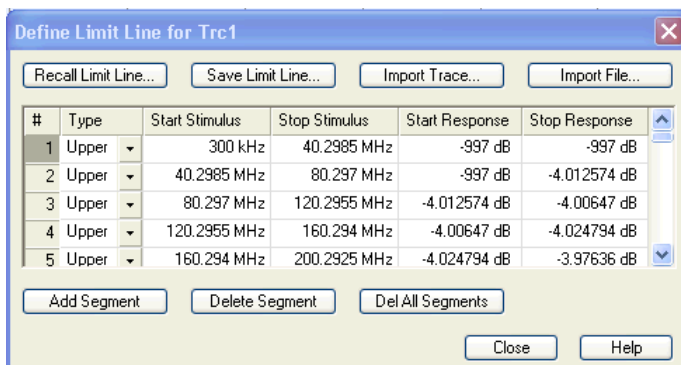 Define Limit Line for Trc1
Recall Limit Line... Save Limit Line... Import Trace... Import File...
# Type Start Stimulus Stop Stimulus Start Response Stop Response
1 Upper 300 kHz 40.2985 MHz -997 dB -997 dB
2 Upper 40.2985 MHz 80.297 MHz -997 dB -4.012574 dB
3 Upper 80.297 MHz 120.2955 MHz -4.012574 dB -4.00647 dB
4 Upper 120.2955 MHz 160.294 MHz -4.00647 dB -4.024794 dB
5 Upper 160.294 MHz 200.2925 MHz -4.024794 dB -3.97636 dB
Add Segment Delete Segment Del All Segments
Close Help